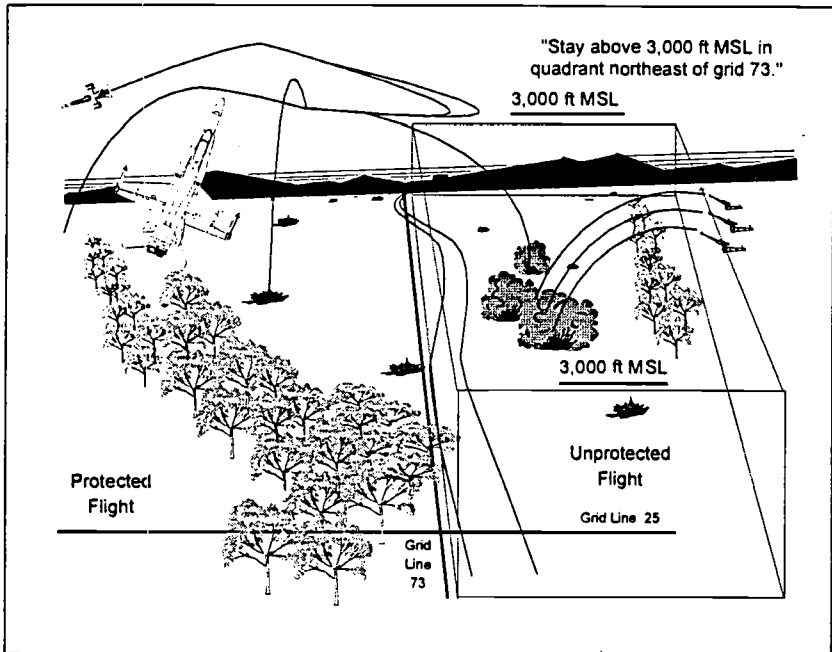 "Stay above 3,000 ft MSL in
quadrant northeast of grid 73."
3,000 ft MSL
3,000 ft MSL
Protected
Flight
Unprotected
Flight
Grid Line 25
Grid
Line
73